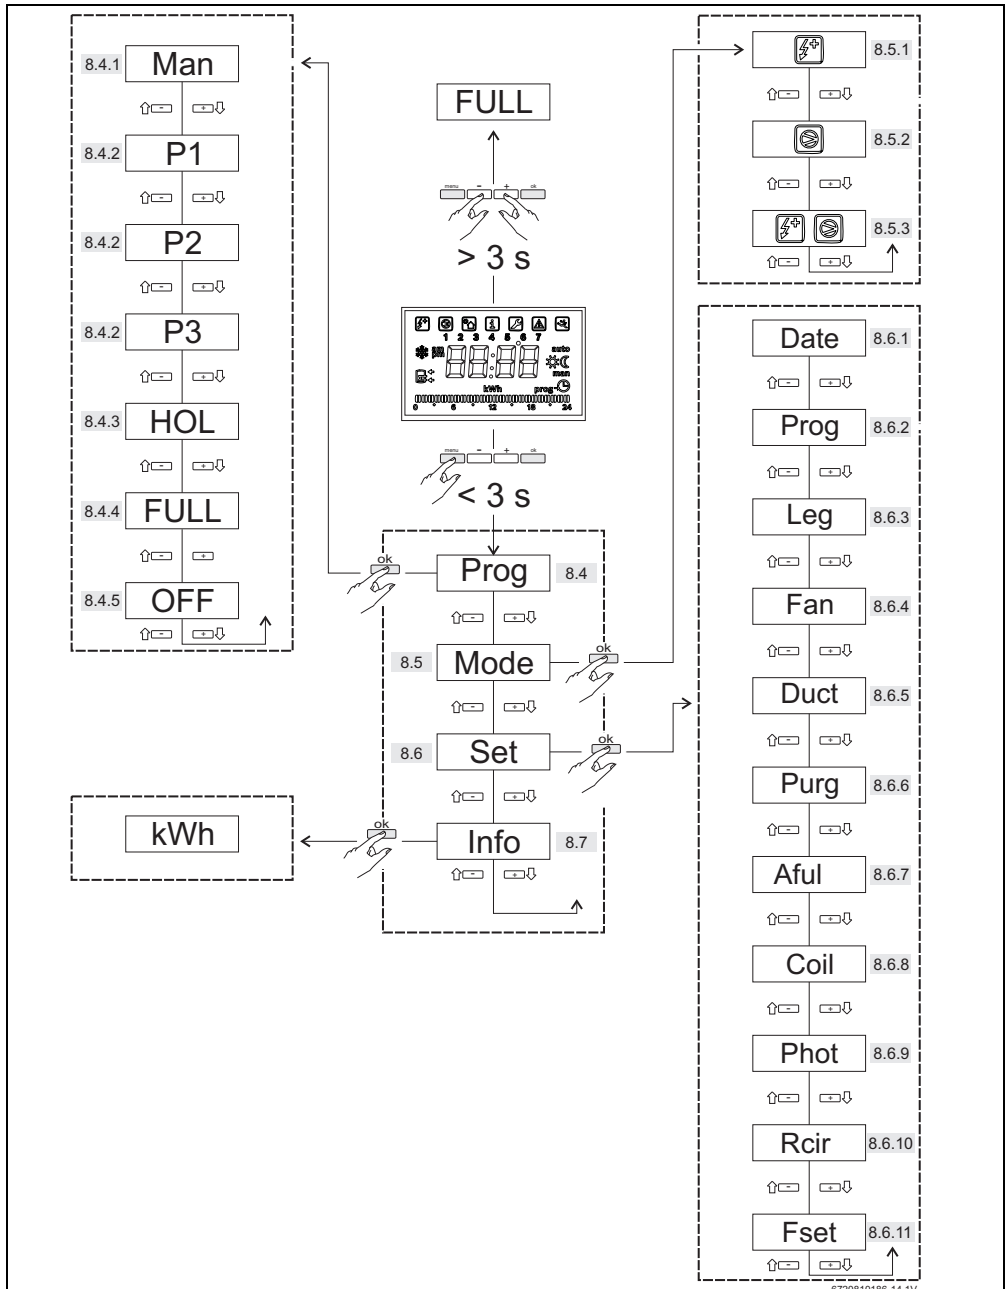 8.4.1 Man
- +
8.4.2 P1
- +
8.4.2 P2
- +
8.4.2 P3
- +
8.4.3 HOL
- +
8.4.4 FULL
- +
8.4.5 OFF
- +
FULL
menu - + ok
> 3 s
1 2 3 4 5 6 7
am
pm
88:88
auto
man
kWh prog
0 6 12 18 24
menu - + ok
< 3 s
ok
Prog 8.4
- +
8.5 Mode
ok
- +
8.6 Set
ok
- +
ok
Info 8.7
- +
kWh
8.5.1
- +
8.5.2
- +
8.5.3
- +
Date 8.6.1
- +
Prog 8.6.2
- +
Leg 8.6.3
- +
Fan 8.6.4
- +
Duct 8.6.5
- +
Purg 8.6.6
- +
Aful 8.6.7
- +
Coil 8.6.8
- +
Phot 8.6.9
- +
Rcir 8.6.10
- +
Fset 8.6.11
- +